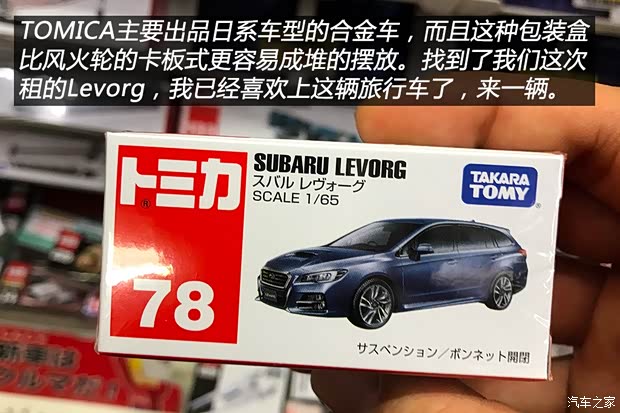 TOMICA主要出品日系车型的合金车，而且这种包装盒
比风火轮的卡板式更容易成堆的摆放。找到了我们这次
租的Levorg，我已经喜欢上这辆旅行车了，来一辆。
トミカ
®
78
SUBARU LEVORG
スバル レヴォーグ
SCALE 1/65
TAKARA
TOMY
サスペンション／ボンネット開閉
汽车之家